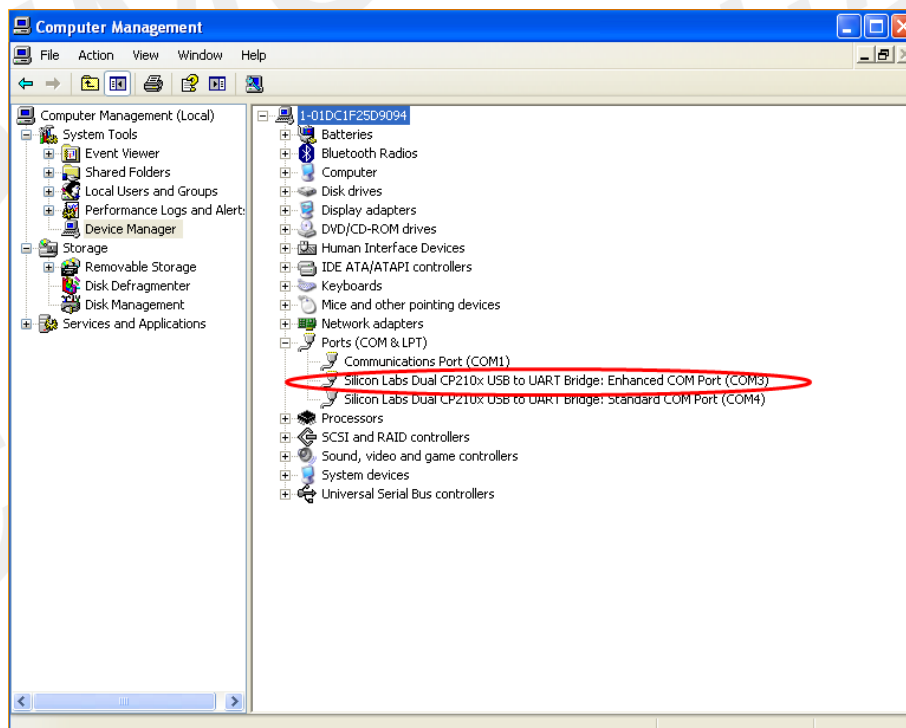 Computer Management
File Action View Window Help
Computer Management (Local)
System Tools
Event Viewer
Shared Folders
Local Users and Groups
Performance Logs and Alert
Device Manager
Storage
Removable Storage
Disk Defragmenter
Disk Management
Services and Applications
1-01DC1F25D9094
Batteries
Bluetooth Radios
Computer
Disk drives
Display adapters
DVD/CD-ROM drives
Human Interface Devices
IDE ATA/ATAPI controllers
Keyboards
Mice and other pointing devices
Network adapters
Ports (COM & LPT)
Communications Port (COM1)
Silicon Labs Dual CP210x USB to UART Bridge: Enhanced COM Port (COM3)
Silicon Labs Dual CP210x USB to UART Bridge: Standard COM Port (COM4)
Processors
SCSI and RAID controllers
Sound, video and game controllers
System devices
Universal Serial Bus controllers